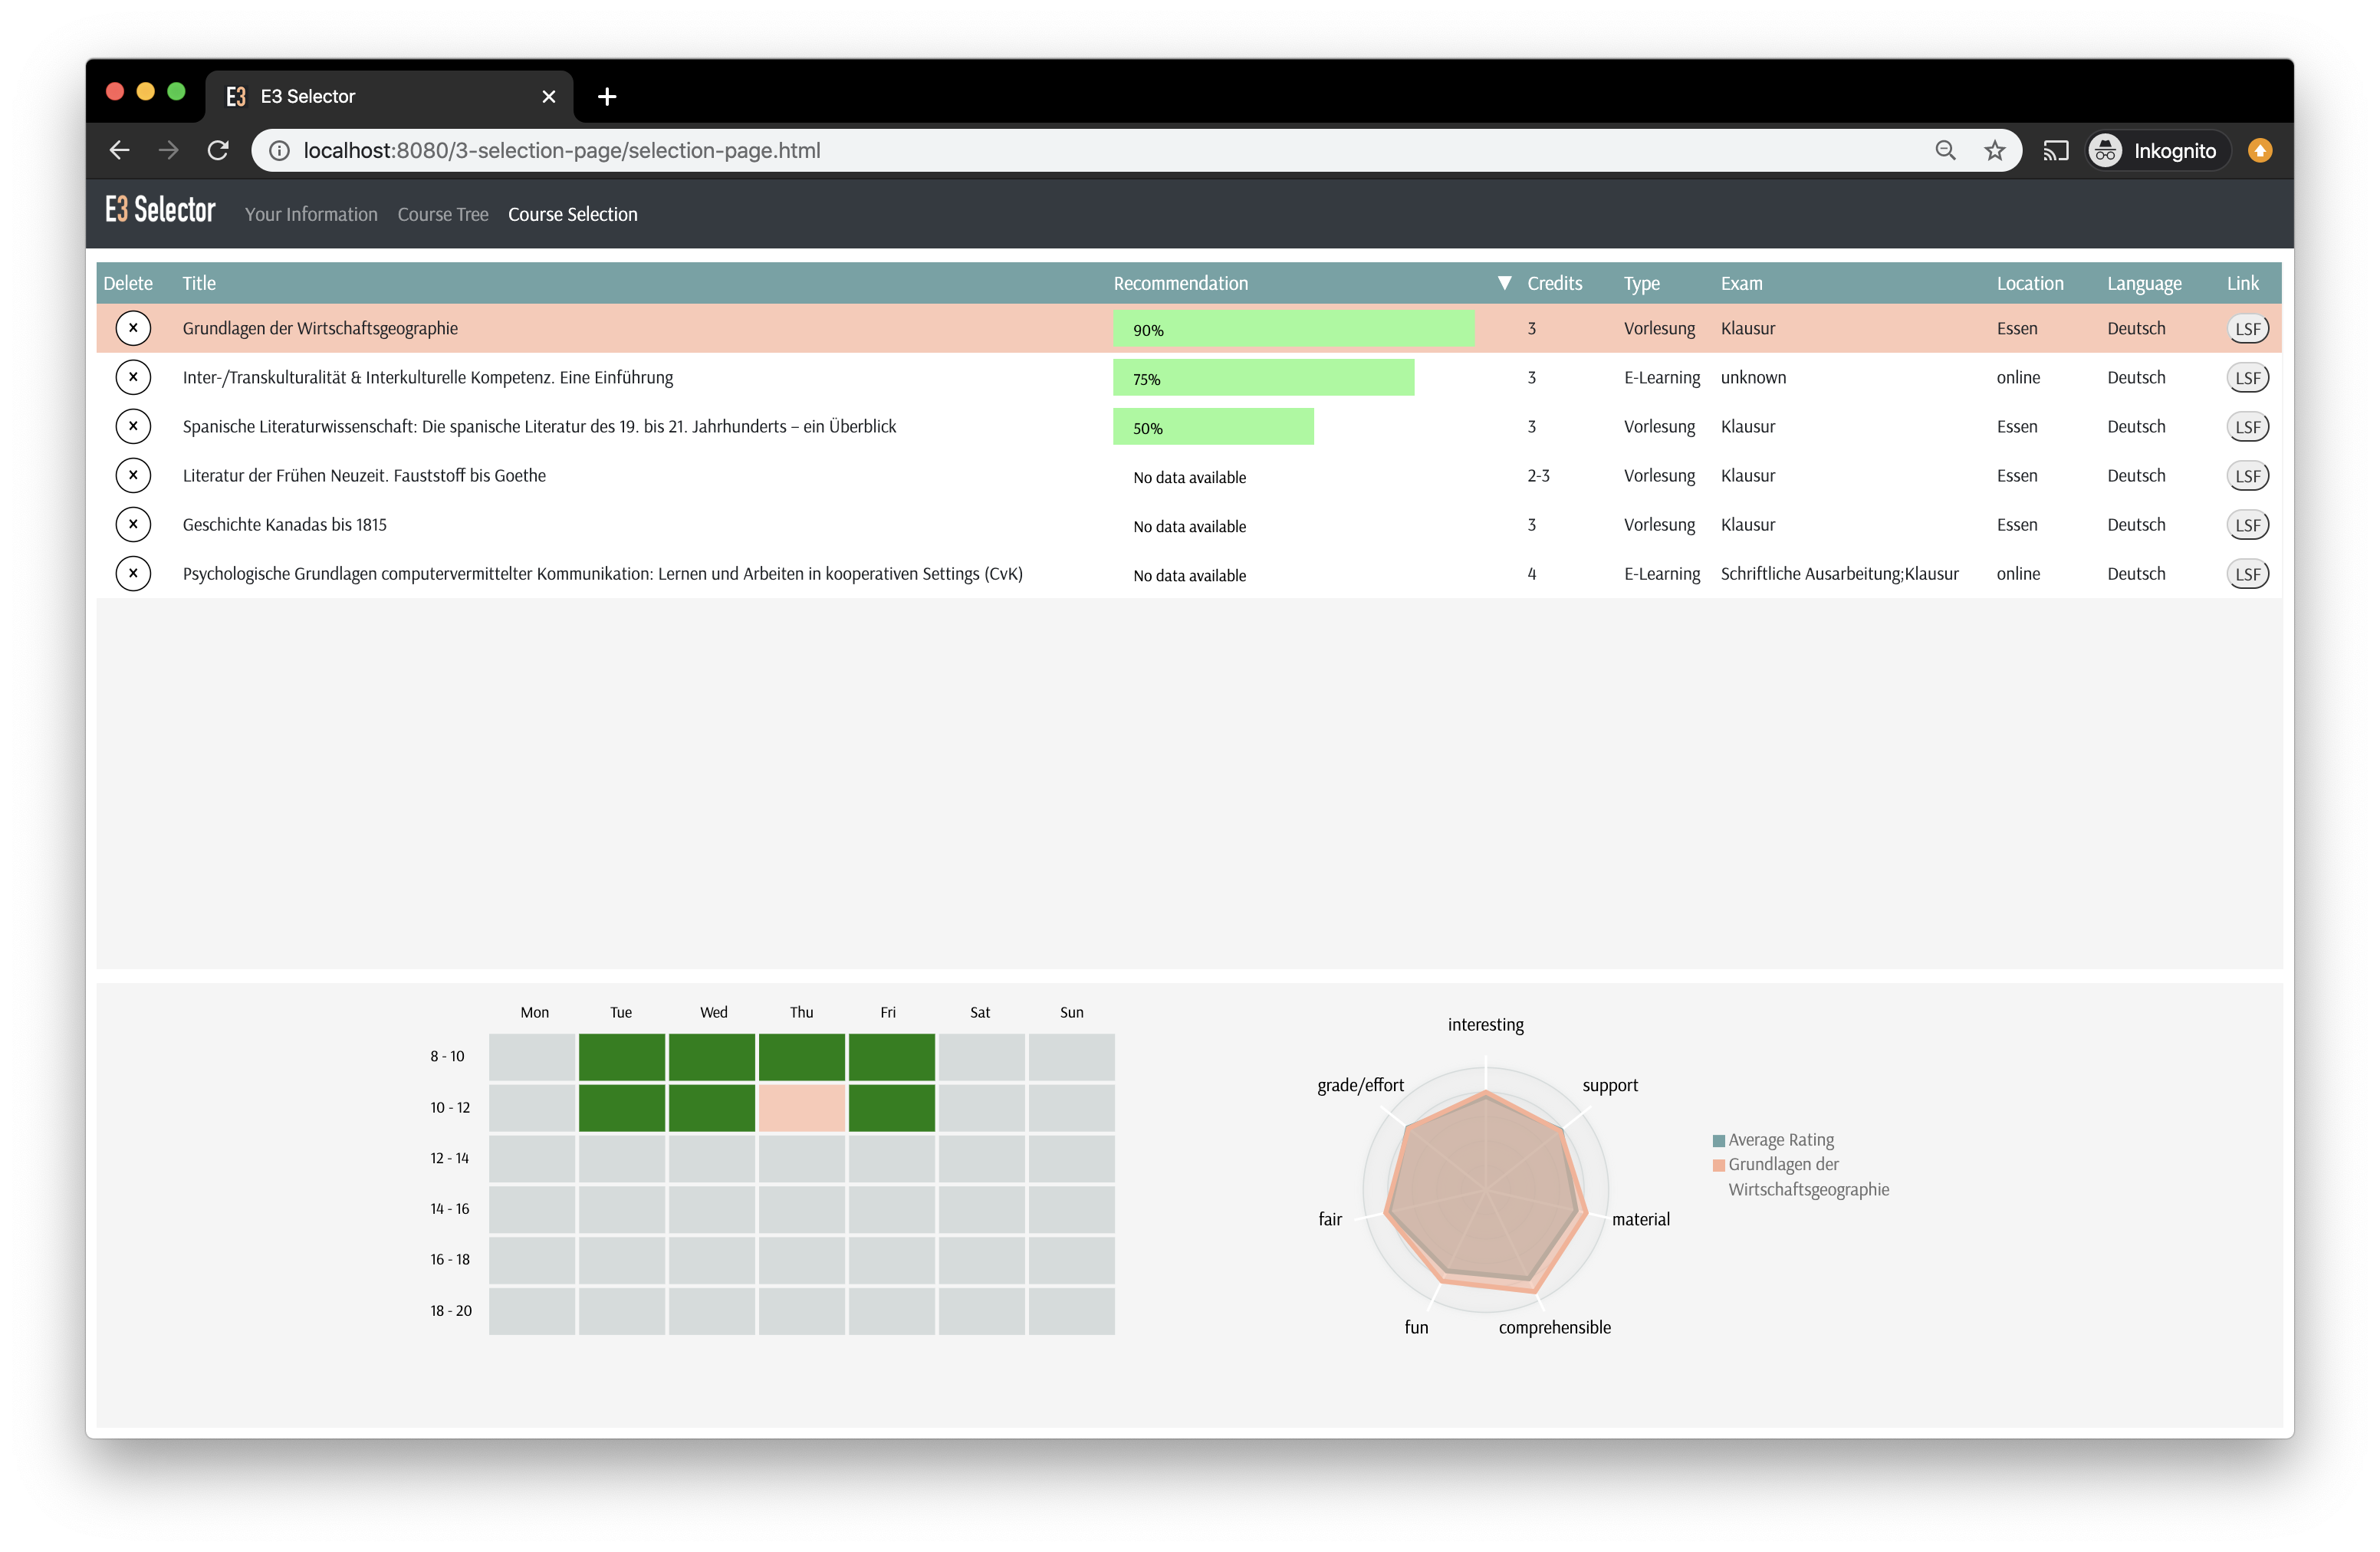 E3 E3 Selector
localhost:8080/3-selection-page/selection-page.html Inkognito
E3 Selector Your Information Course Tree Course Selection
Delete Title Recommendation ▼ Credits Type Exam Location Language Link
Grundlagen der Wirtschaftsgeographie 90% 3 Vorlesung Klausur Essen Deutsch LSF
Inter-/Transkulturalität & Interkulturelle Kompetenz. Eine Einführung 75% 3 E-Learning unknown online Deutsch LSF
Spanische Literaturwissenschaft: Die spanische Literatur des 19. bis 21. Jahrhunderts – ein Überblick 50% 3 Vorlesung Klausur Essen Deutsch LSF
Literatur der Frühen Neuzeit. Fauststoff bis Goethe No data available 2-3 Vorlesung Klausur Essen Deutsch LSF
Geschichte Kanadas bis 1815 No data available 3 Vorlesung Klausur Essen Deutsch LSF
Psychologische Grundlagen computervermittelter Kommunikation: Lernen und Arbeiten in kooperativen Settings (CvK) No data available 4 E-Learning Schriftliche Ausarbeitung;Klausur online Deutsch LSF
Mon Tue Wed Thu Fri Sat Sun
8 - 10
10 - 12
12 - 14
14 - 16
16 - 18
18 - 20
interesting
grade/effort support
fair material
fun comprehensible
Average Rating
Grundlagen der
Wirtschaftsgeographie